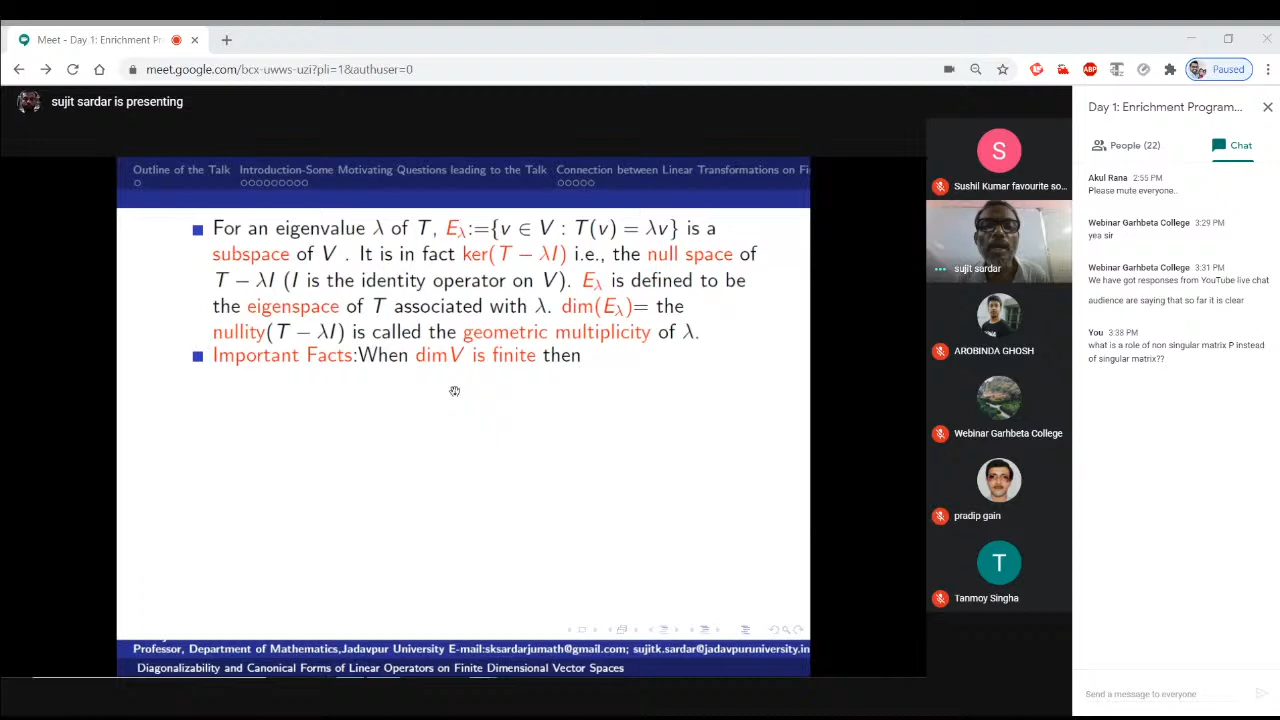 Meet - Day 1: Enrichment Pr
meet.google.com/bcx-uwws-uzi?pli=1&authuser=0
ABP
Paused
sujit sardar is presenting
Outline of the Talk Introduction-Some Motivating Questions leading to the Talk Connection between Linear Transformations on Fi
For an eigenvalue λ of T, E_λ:={v ∈ V : T(v) = λv} is a
subspace of V . It is in fact ker(T − λI) i.e., the null space of
T − λI (I is the identity operator on V). E_λ is defined to be
the eigenspace of T associated with λ. dim(E_λ)= the
nullity(T − λI) is called the geometric multiplicity of λ.
Important Facts:When dimV is finite then
Professor, Department of Mathematics,Jadavpur University E-mail:sksardarjumath@gmail.com; sujitk.sardar@jadavpuruniversity.in
Diagonalizability and Canonical Forms of Linear Operators on Finite Dimensional Vector Spaces
S
Sushil Kumar favourite so...
sujit sardar
AROBINDA GHOSH
Webinar Garhbeta College
pradip gain
T
Tanmoy Singha
Day 1: Enrichment Program...
People (22)
Chat
Akul Rana 2:55 PM
Please mute everyone..
Webinar Garhbeta College 3:29 PM
yea sir
Webinar Garhbeta College 3:31 PM
We have got responses from YouTube live chat
audience are saying that so far it is clear
You 3:38 PM
what is a role of non singular matrix P instead
of singular matrix??
Send a message to everyone